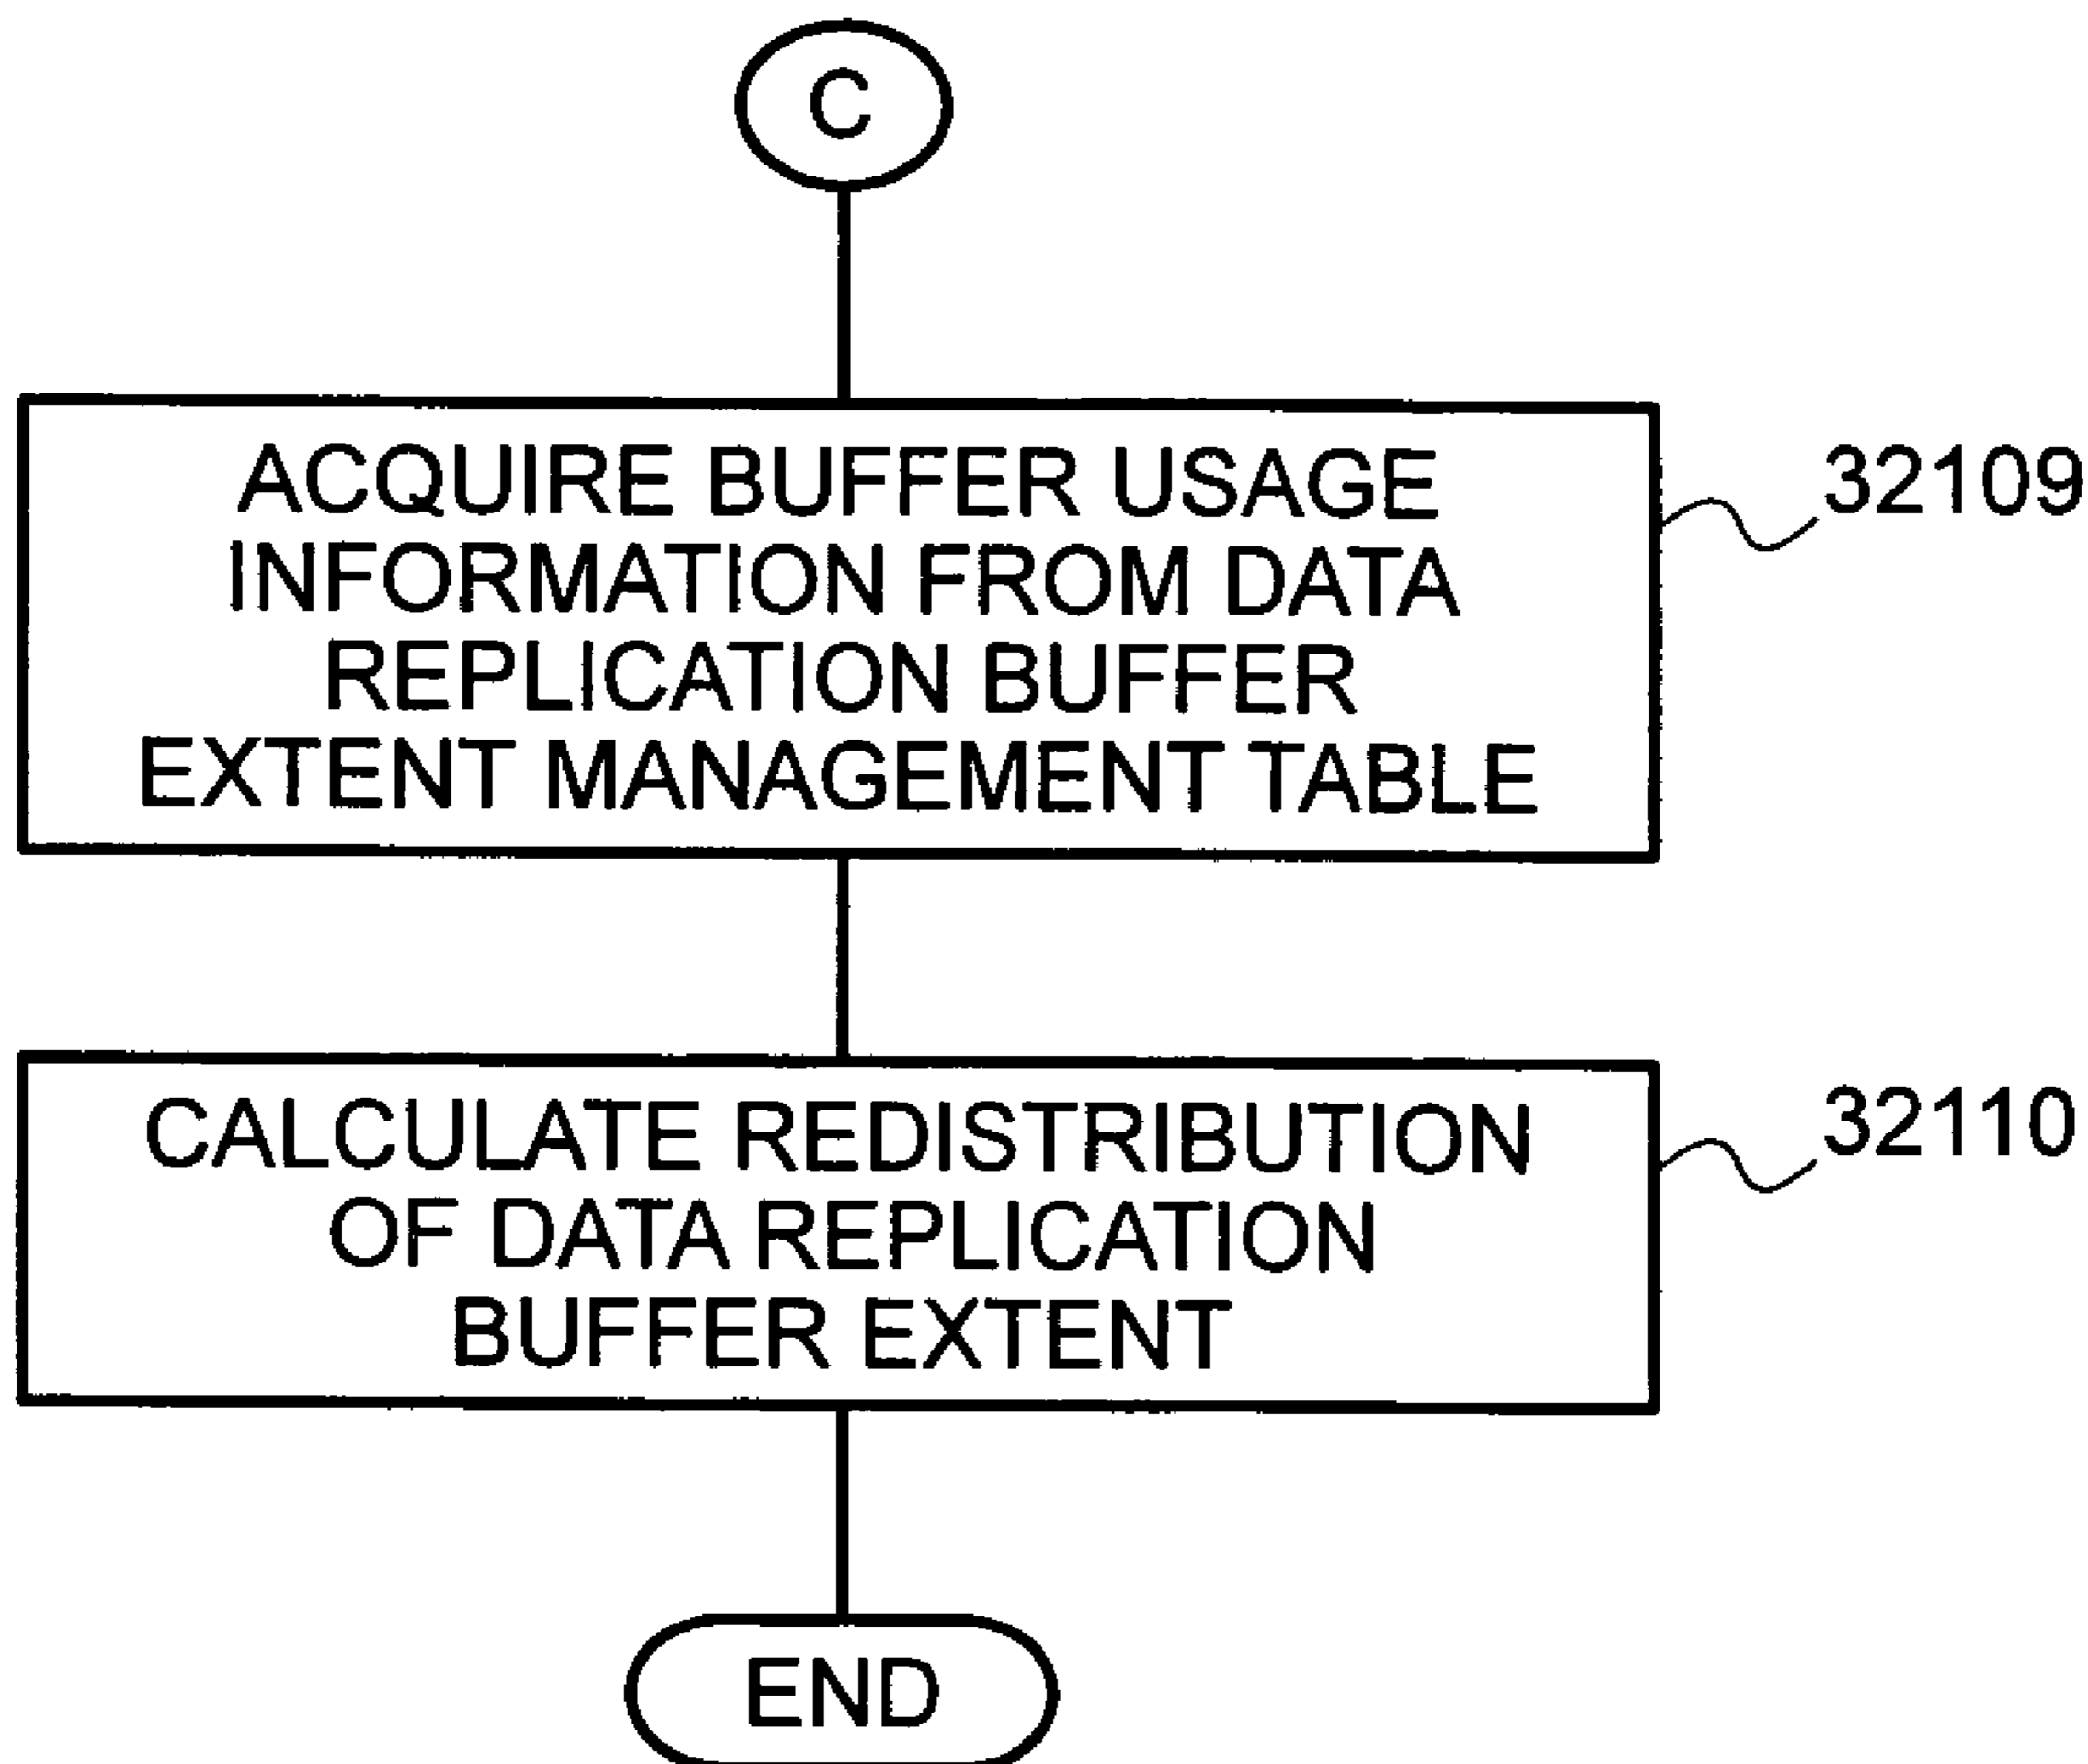 C
ACQUIRE BUFFER USAGE
INFORMATION FROM DATA
REPLICATION BUFFER
EXTENT MANAGEMENT TABLE
32109
CALCULATE REDISTRIBUTION
OF DATA REPLICATION
BUFFER EXTENT
32110
END